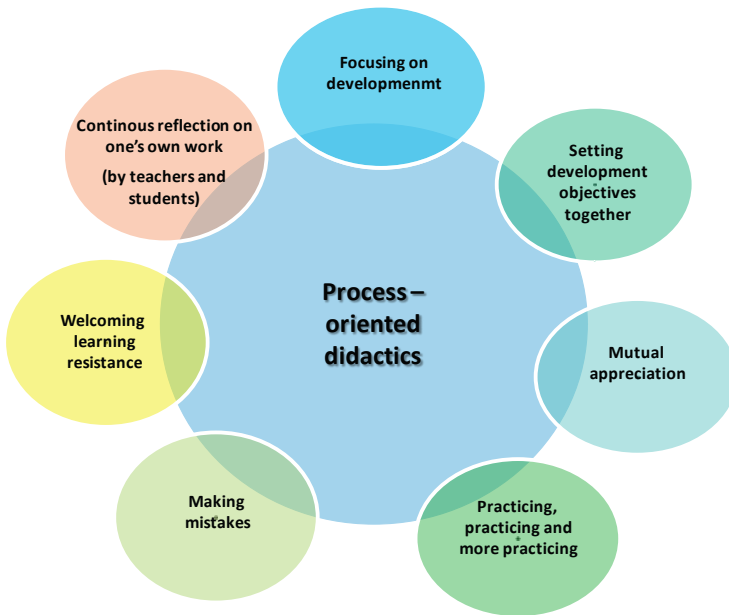 Focusing on
developmenmt
Setting
development
objectives
together
Mutual
appreciation
Practicing,
practicing and
more practicing
Making
mistakes
Welcoming
learning
resistance
Continous reflection on
one's own work
(by teachers and
students)
Process –
oriented
didactics